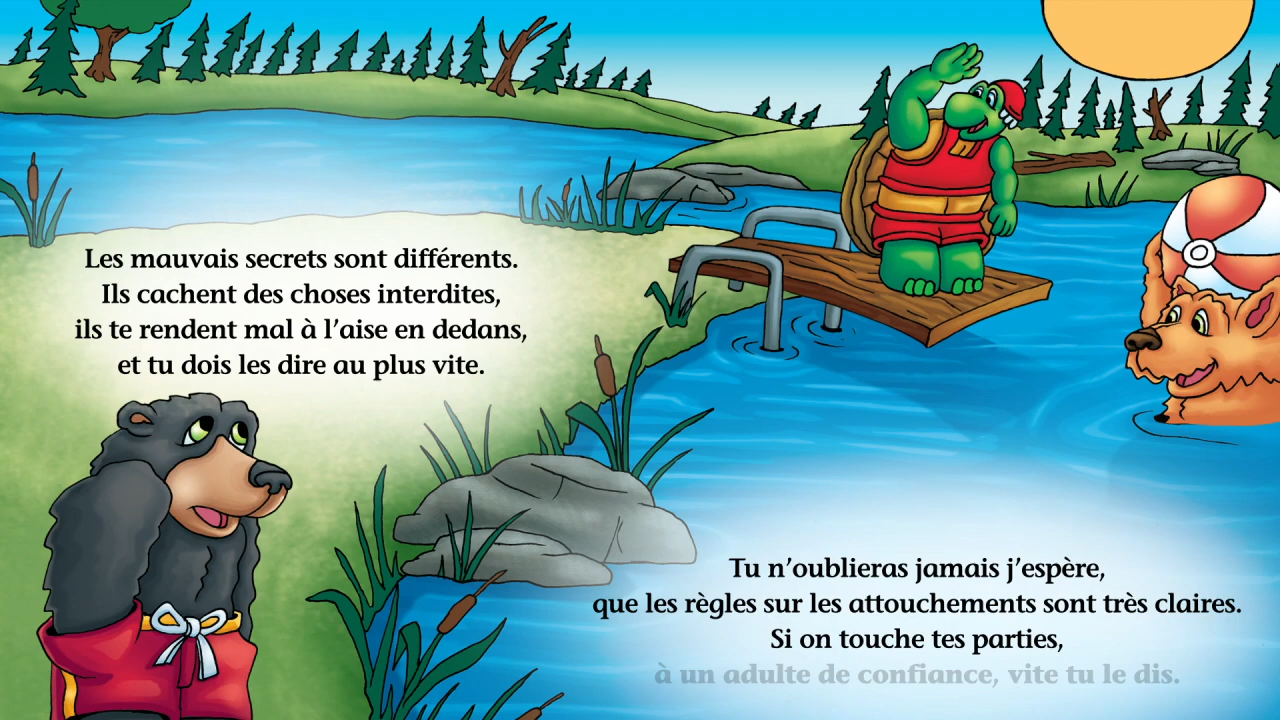 Les mauvais secrets sont différents.
Ils cachent des choses interdites,
ils te rendent mal à l’aise en dedans,
et tu dois les dire au plus vite.
Tu n’oublieras jamais j’espère,
que les règles sur les attouchements sont très claires.
Si on touche tes parties,
à un adulte de confiance, vite tu le dis.